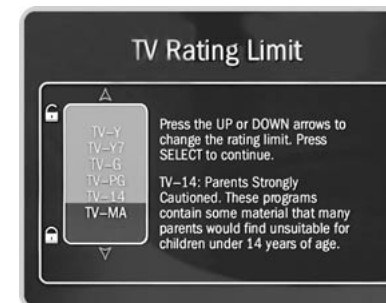 TV Rating Limit
TV–Y
TV–Y7
TV–G
TV–PG
TV–14
TV–MA
Press the UP or DOWN arrows to
change the rating limit. Press
SELECT to continue.
TV–14: Parents Strongly
Cautioned. These programs
contain some material that many
parents would find unsuitable for
children under 14 years of age.